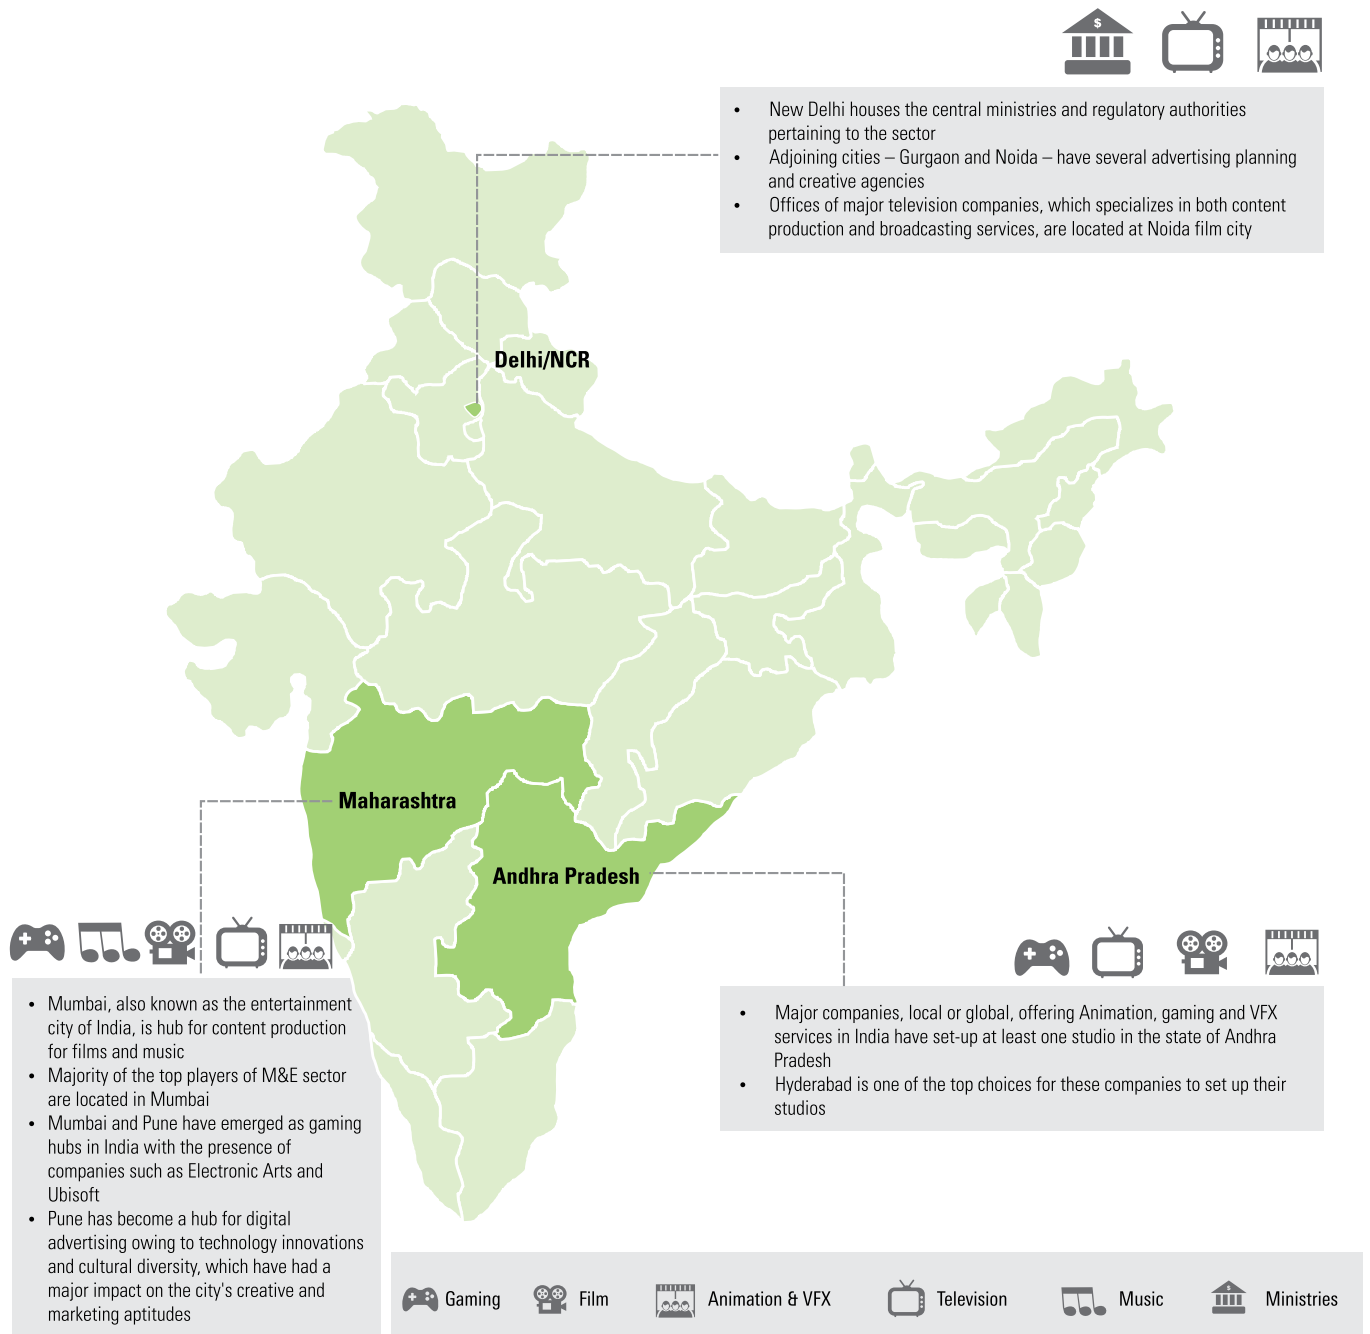 $
• New Delhi houses the central ministries and regulatory authorities
pertaining to the sector
• Adjoining cities – Gurgaon and Noida – have several advertising planning
and creative agencies
• Offices of major television companies, which specializes in both content
production and broadcasting services, are located at Noida film city
Delhi/NCR
Maharashtra
Andhra Pradesh
• Mumbai, also known as the entertainment
city of India, is hub for content production
for films and music
• Majority of the top players of M&E sector
are located in Mumbai
• Mumbai and Pune have emerged as gaming
hubs in India with the presence of
companies such as Electronic Arts and
Ubisoft
• Pune has become a hub for digital
advertising owing to technology innovations
and cultural diversity, which have had a
major impact on the city's creative and
marketing aptitudes
• Major companies, local or global, offering Animation, gaming and VFX
services in India have set-up at least one studio in the state of Andhra
Pradesh
• Hyderabad is one of the top choices for these companies to set up their
studios
Gaming Film Animation & VFX Television Music $ Ministries